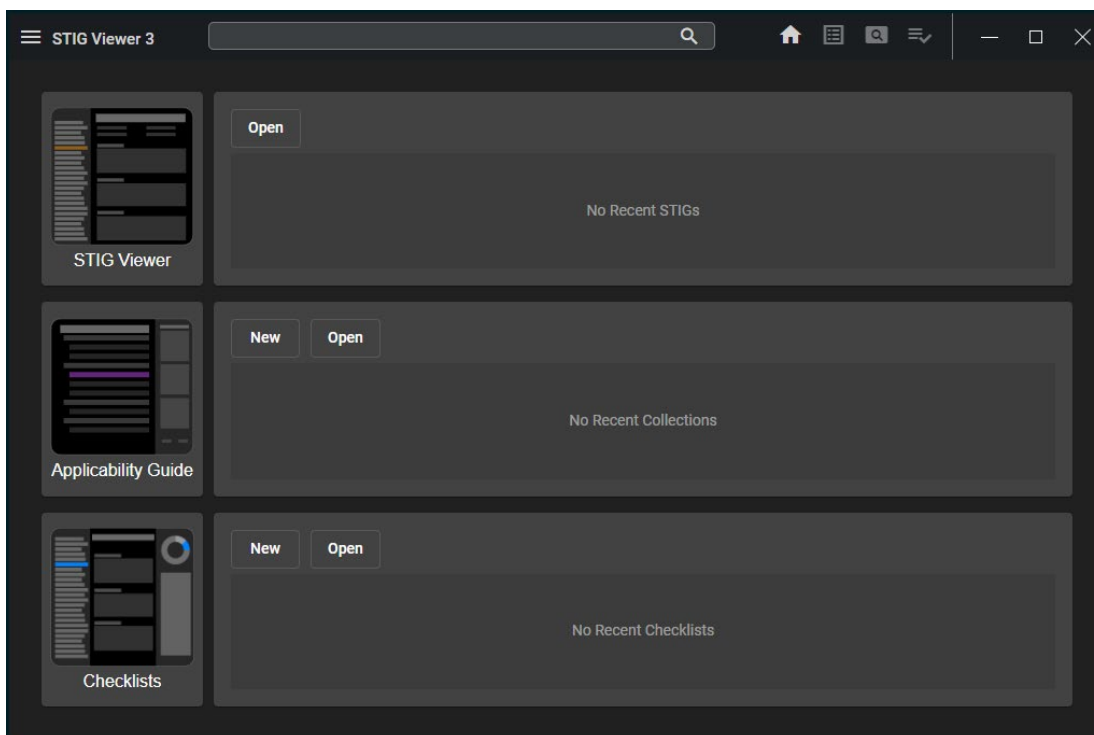 STIG Viewer 3
Open
No Recent STIGs
STIG Viewer
New Open
No Recent Collections
Applicability Guide
New Open
No Recent Checklists
Checklists